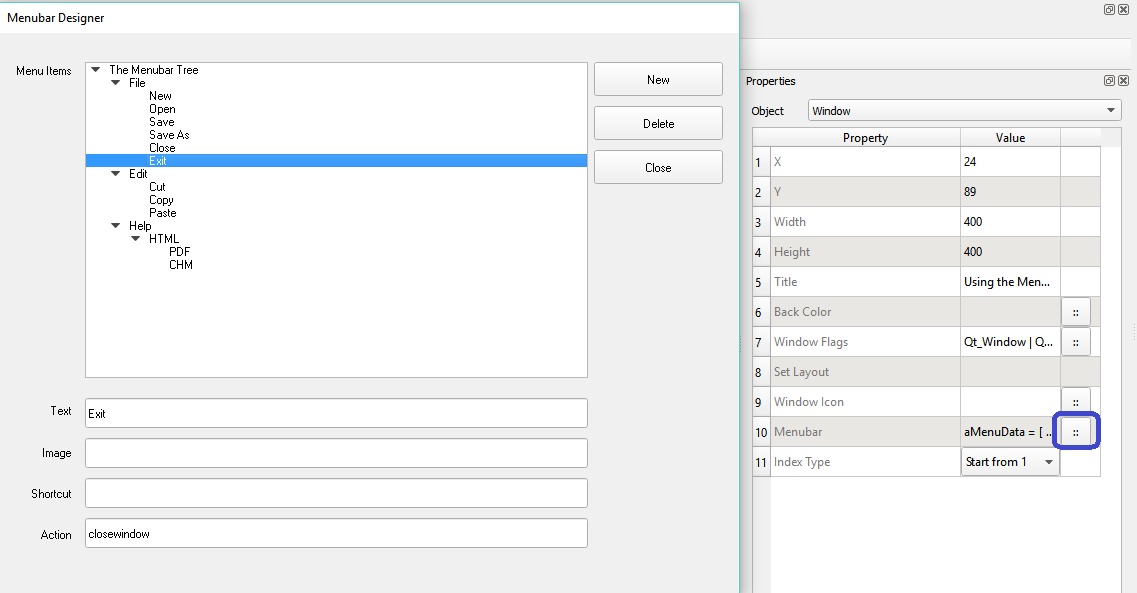 Menubar Designer
Menu Items
The Menubar Tree
File
New
Open
Save
Save As
Close
Exit
Edit
Cut
Copy
Paste
Help
HTML
PDF
CHM
New
Delete
Close
Text
Exit
Image
Shortcut
Action
closewindow
Properties
Object
Window
Property Value
1 X 24
2 Y 89
3 Width 400
4 Height 400
5 Title Using the Men...
6 Back Color ::
7 Window Flags Qt_Window | Q... ::
8 Set Layout
9 Window Icon ::
10 Menubar aMenuData = [ ... ::
11 Index Type Start from 1